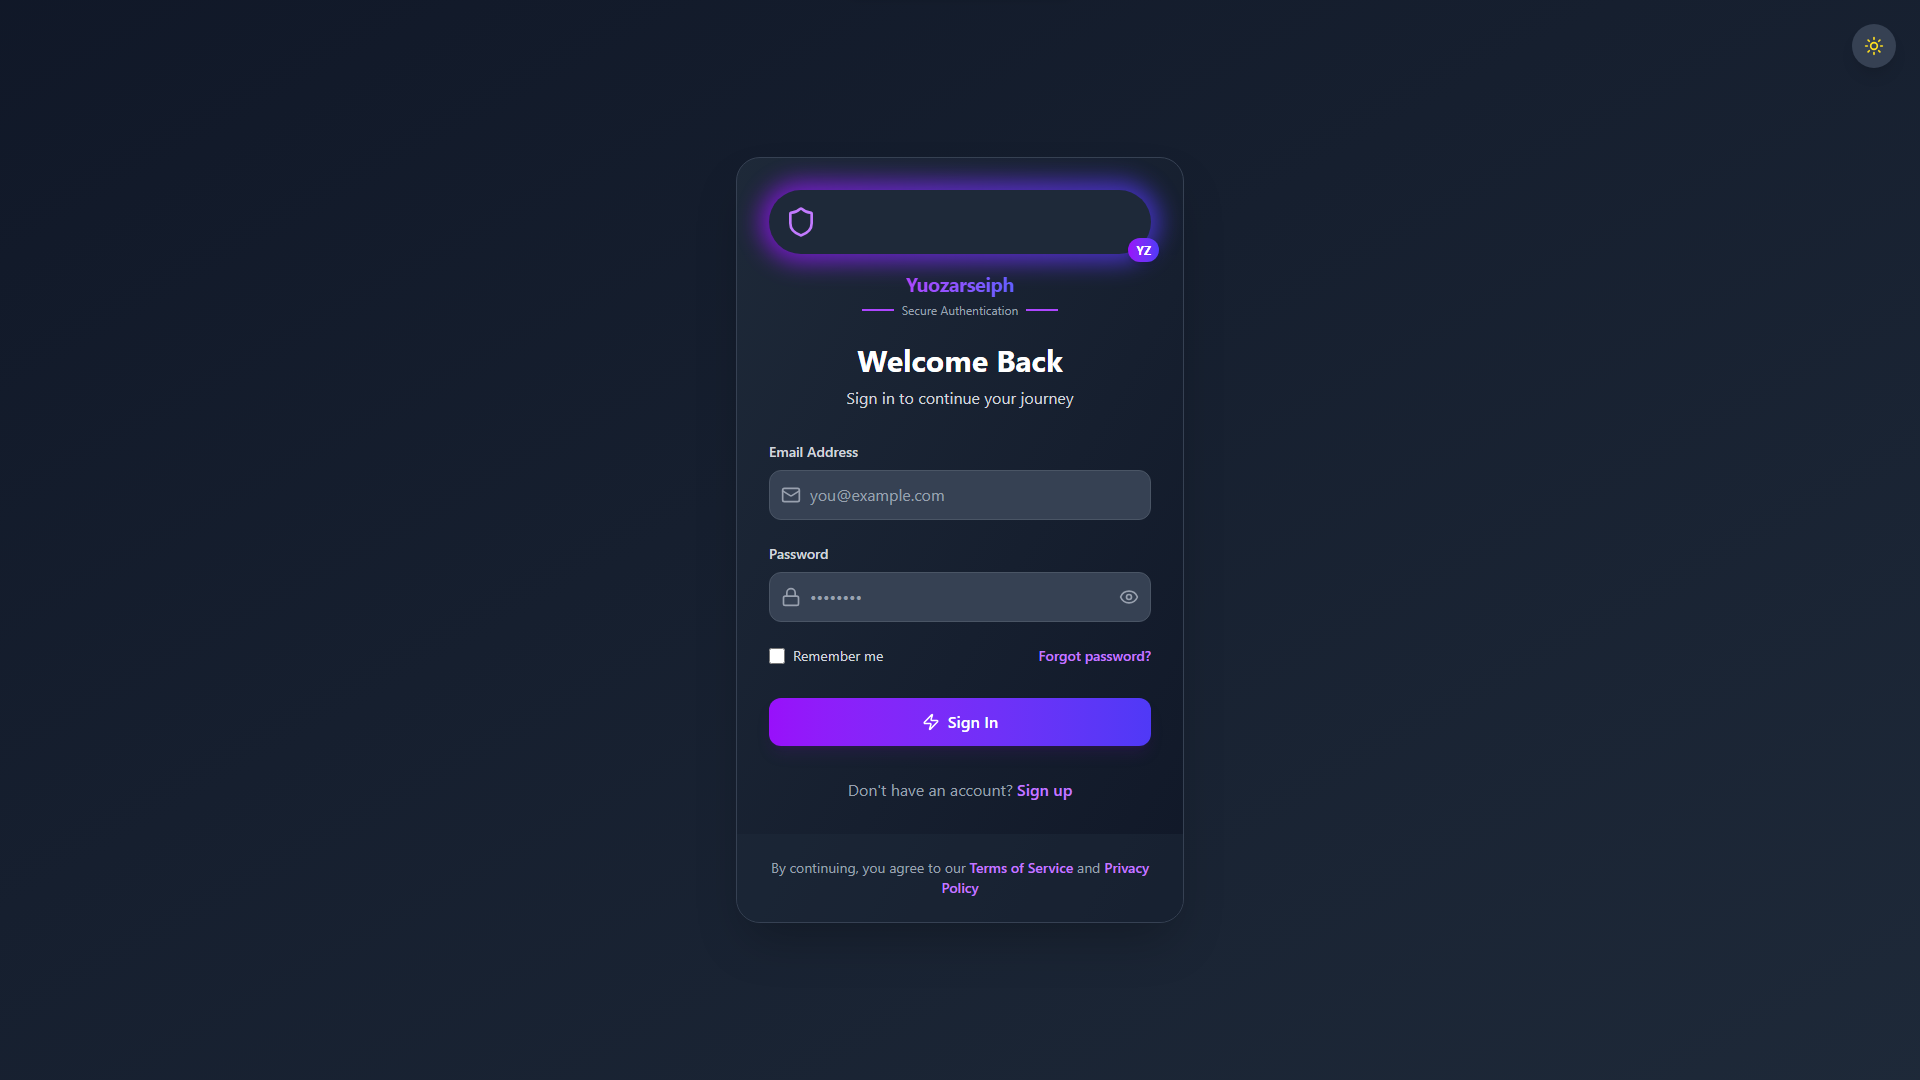 YZ
Yuozarseiph
Secure Authentication
Welcome Back
Sign in to continue your journey
Email Address
you@example.com
Password
••••••••
Remember me
Forgot password?
Sign In
Don't have an account? Sign up
By continuing, you agree to our Terms of Service and Privacy
Policy